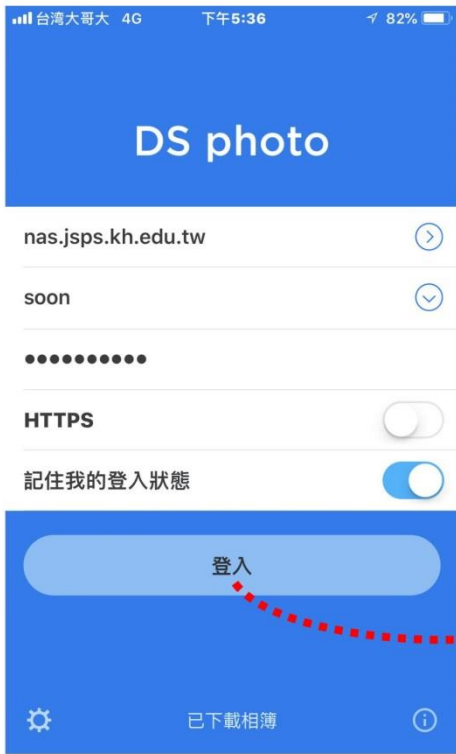 台湾大哥大 4G 下午5:36 82%
DS photo
nas.jsps.kh.edu.tw
soon
●●●●●●●●●●
HTTPS
記住我的登入狀態
登入
已下載相簿